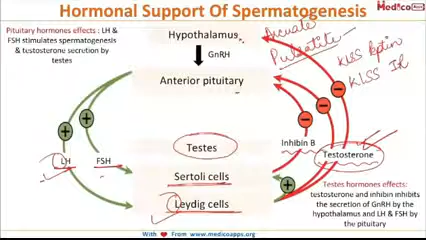 Hormonal Support Of Spermatogenesis
Medico
Pituitary hormones effects : LH &
FSH stimulates spermatogenesis
& testosterone secretion by
testes
Hypothalamus
GnRH
Anterior pituitary
Arcuate
Pulsatile
KISS
KISS
Testes
Inhibin B
Testosterone
LH
FSH
Sertoli cells
Leydig cells
Testes hormones effects:
testosterone and inhibin inhibits
the secretion of GnRH by the
hypothalamus and LH & FSH by
the pituitary
With ♥ From www.medicoapps.org